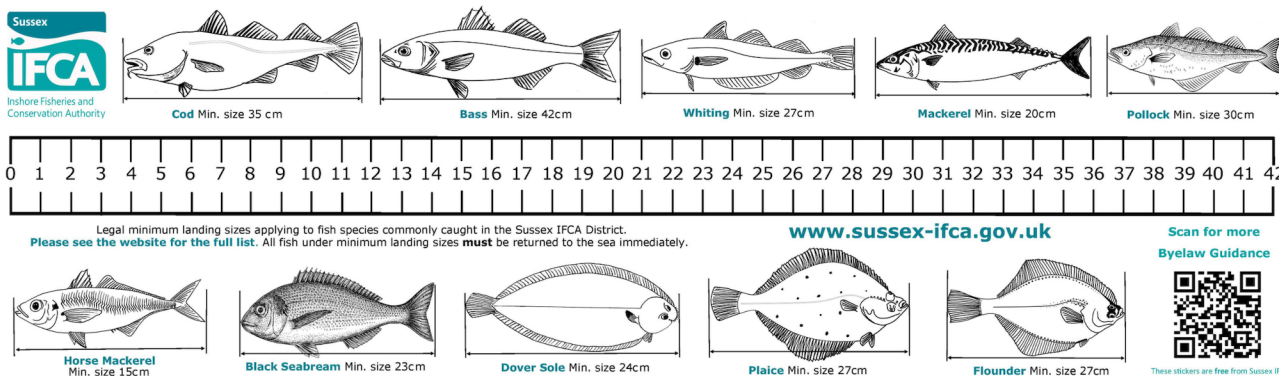 Sussex
IFCA
Inshore Fisheries and
Conservation Authority
Cod Min. size 35 cm
Bass Min. size 42cm
Whiting Min. size 27cm
Mackerel Min. size 20cm
Pollock Min. size 30cm
0 1 2 3 4 5 6 7 8 9 10 11 12 13 14 15 16 17 18 19 20 21 22 23 24 25 26 27 28 29 30 31 32 33 34 35 36 37 38 39 40 41 42
Legal minimum landing sizes applying to fish species commonly caught in the Sussex IFCA District.
Please see the website for the full list. All fish under minimum landing sizes must be returned to the sea immediately.
www.sussex-ifca.gov.uk
Scan for more
Byelaw Guidance
Horse Mackerel
Min. size 15cm
Black Seabream Min. size 23cm
Dover Sole Min. size 24cm
Plaice Min. size 27cm
Flounder Min. size 27cm
These stickers are free from Sussex IF